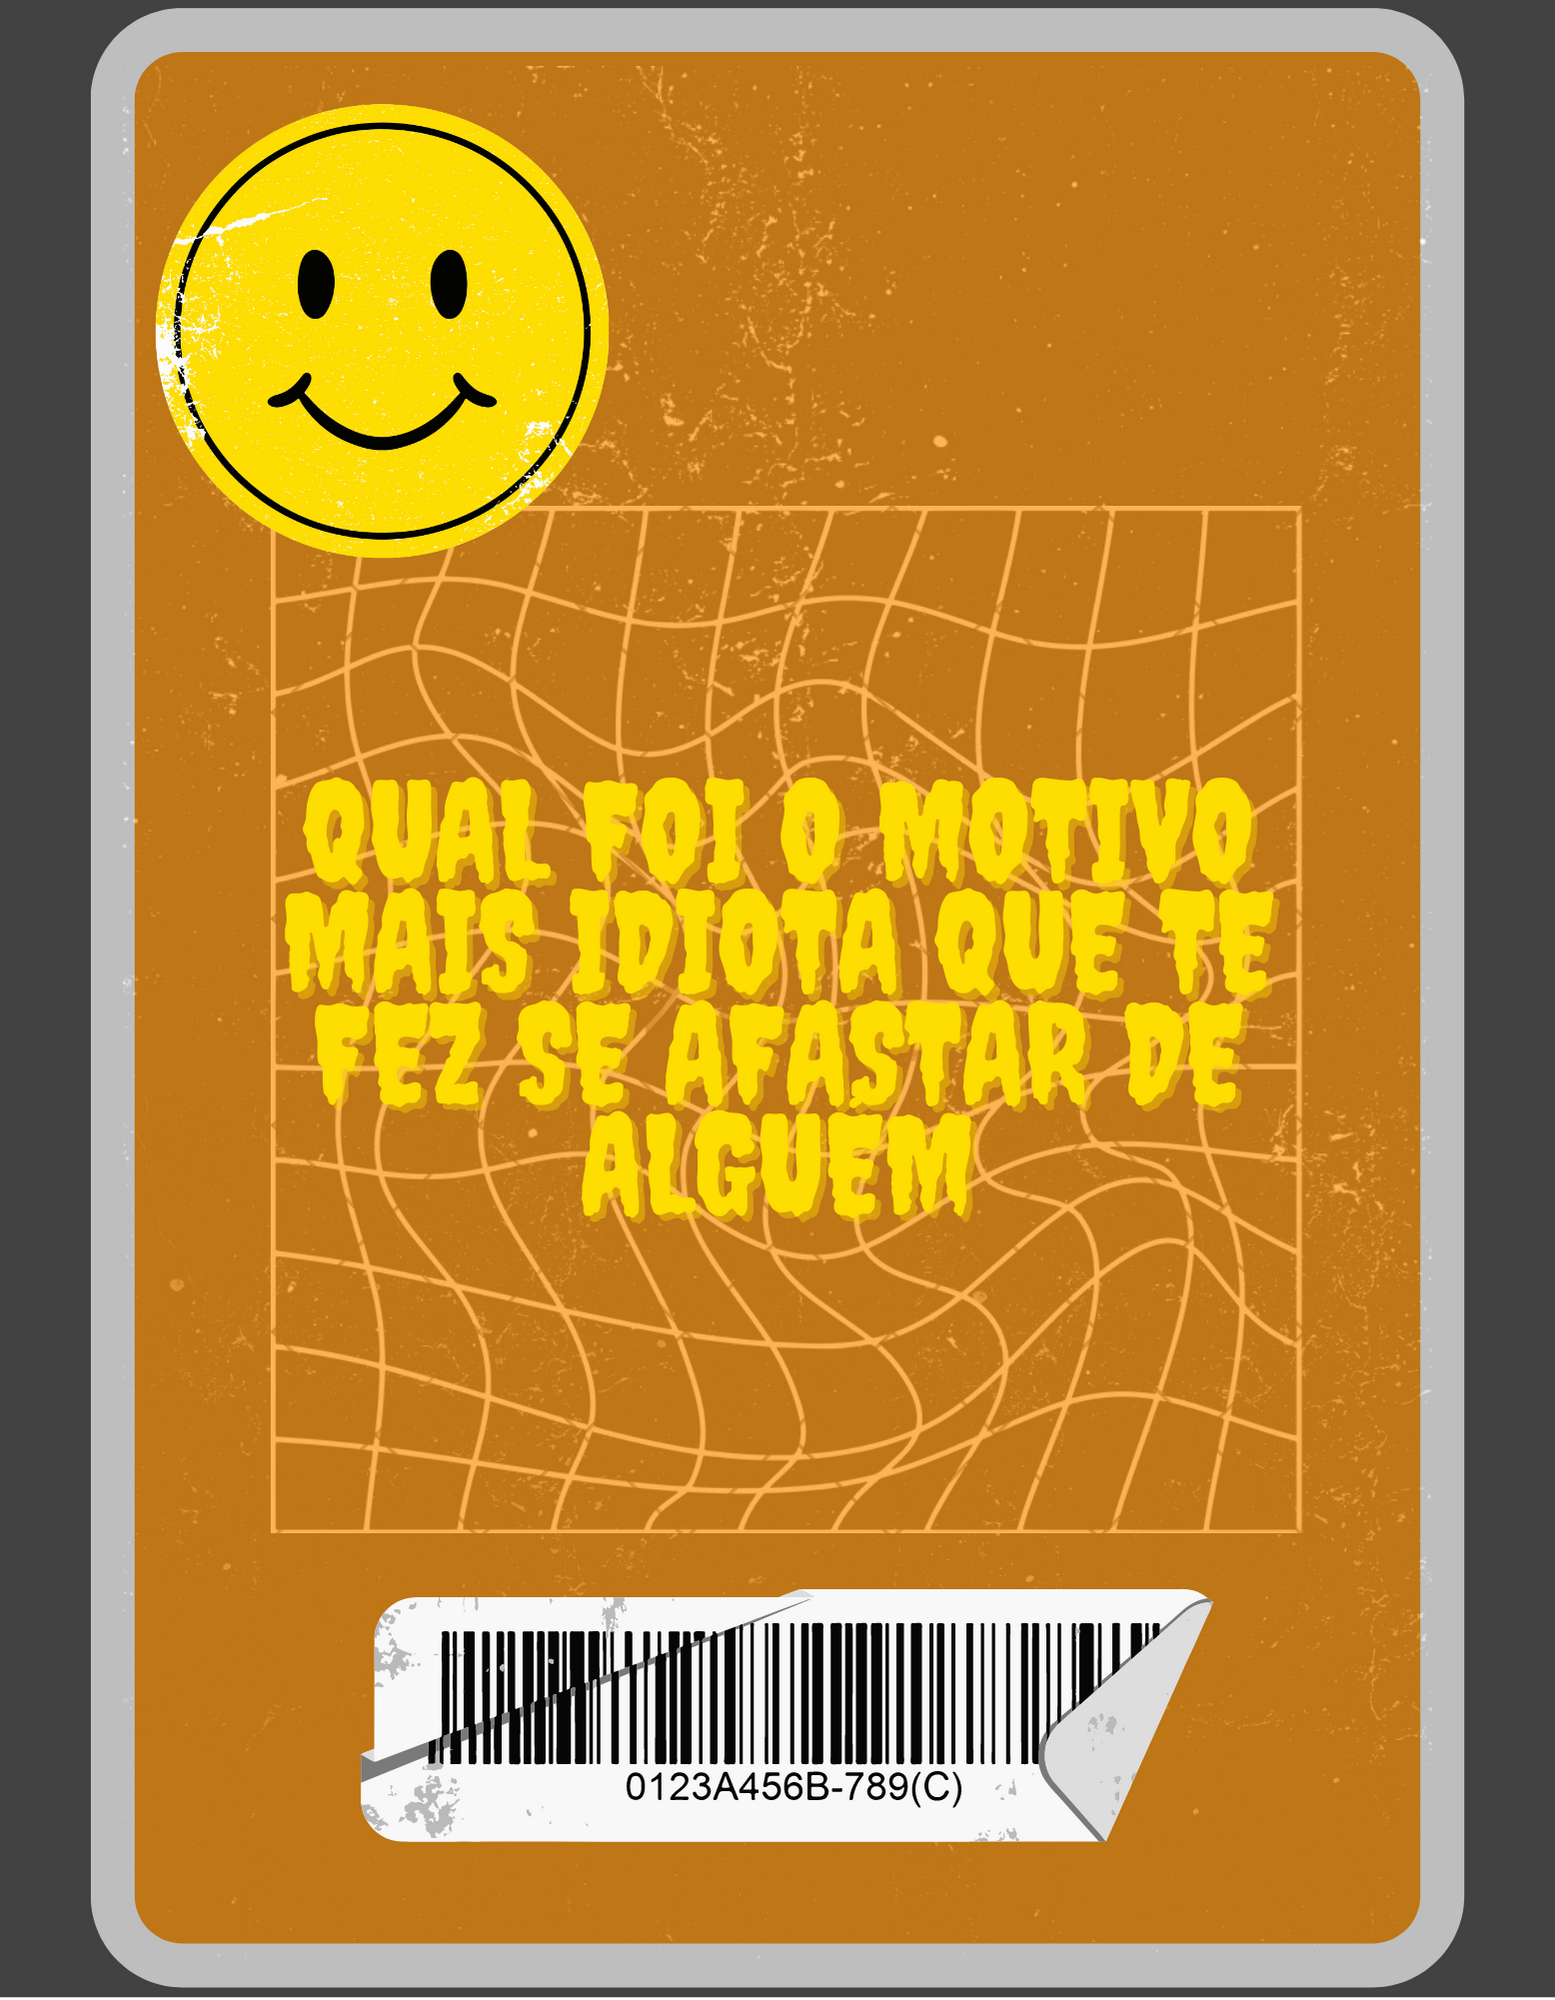 QUAL FOI O MOTIVO
MAIS IDIOTA QUE TE
FEZ SE AFASTAR DE
ALGUEM
0123A456B-789(C)